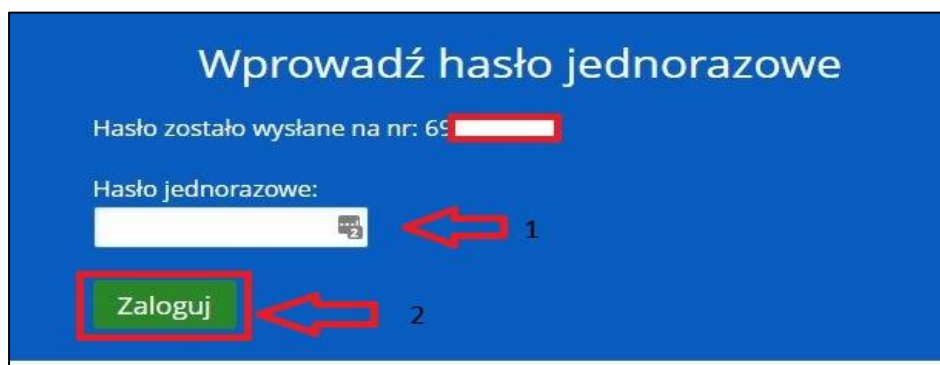 Wprowadź hasło jednorazowe
Hasło zostało wysłane na nr: 69
Hasło jednorazowe:
1
Zaloguj
2